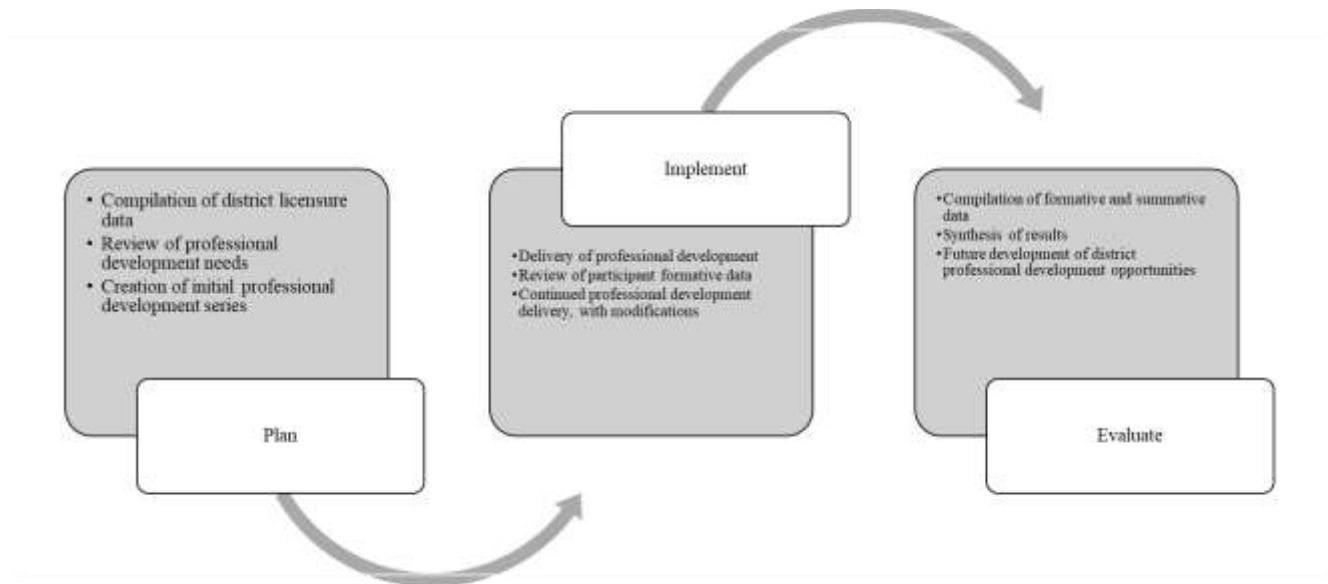 • Compilation of district licensure
data
• Review of professional
development needs
• Creation of initial professional
development series
Plan
Implement
•Delivery of professional development
•Review of participant formative data
•Continued professional development
delivery, with modifications
•Compilation of formative and summative
data
•Synthesis of results
•Future development of district
professional development opportunities
Evaluate